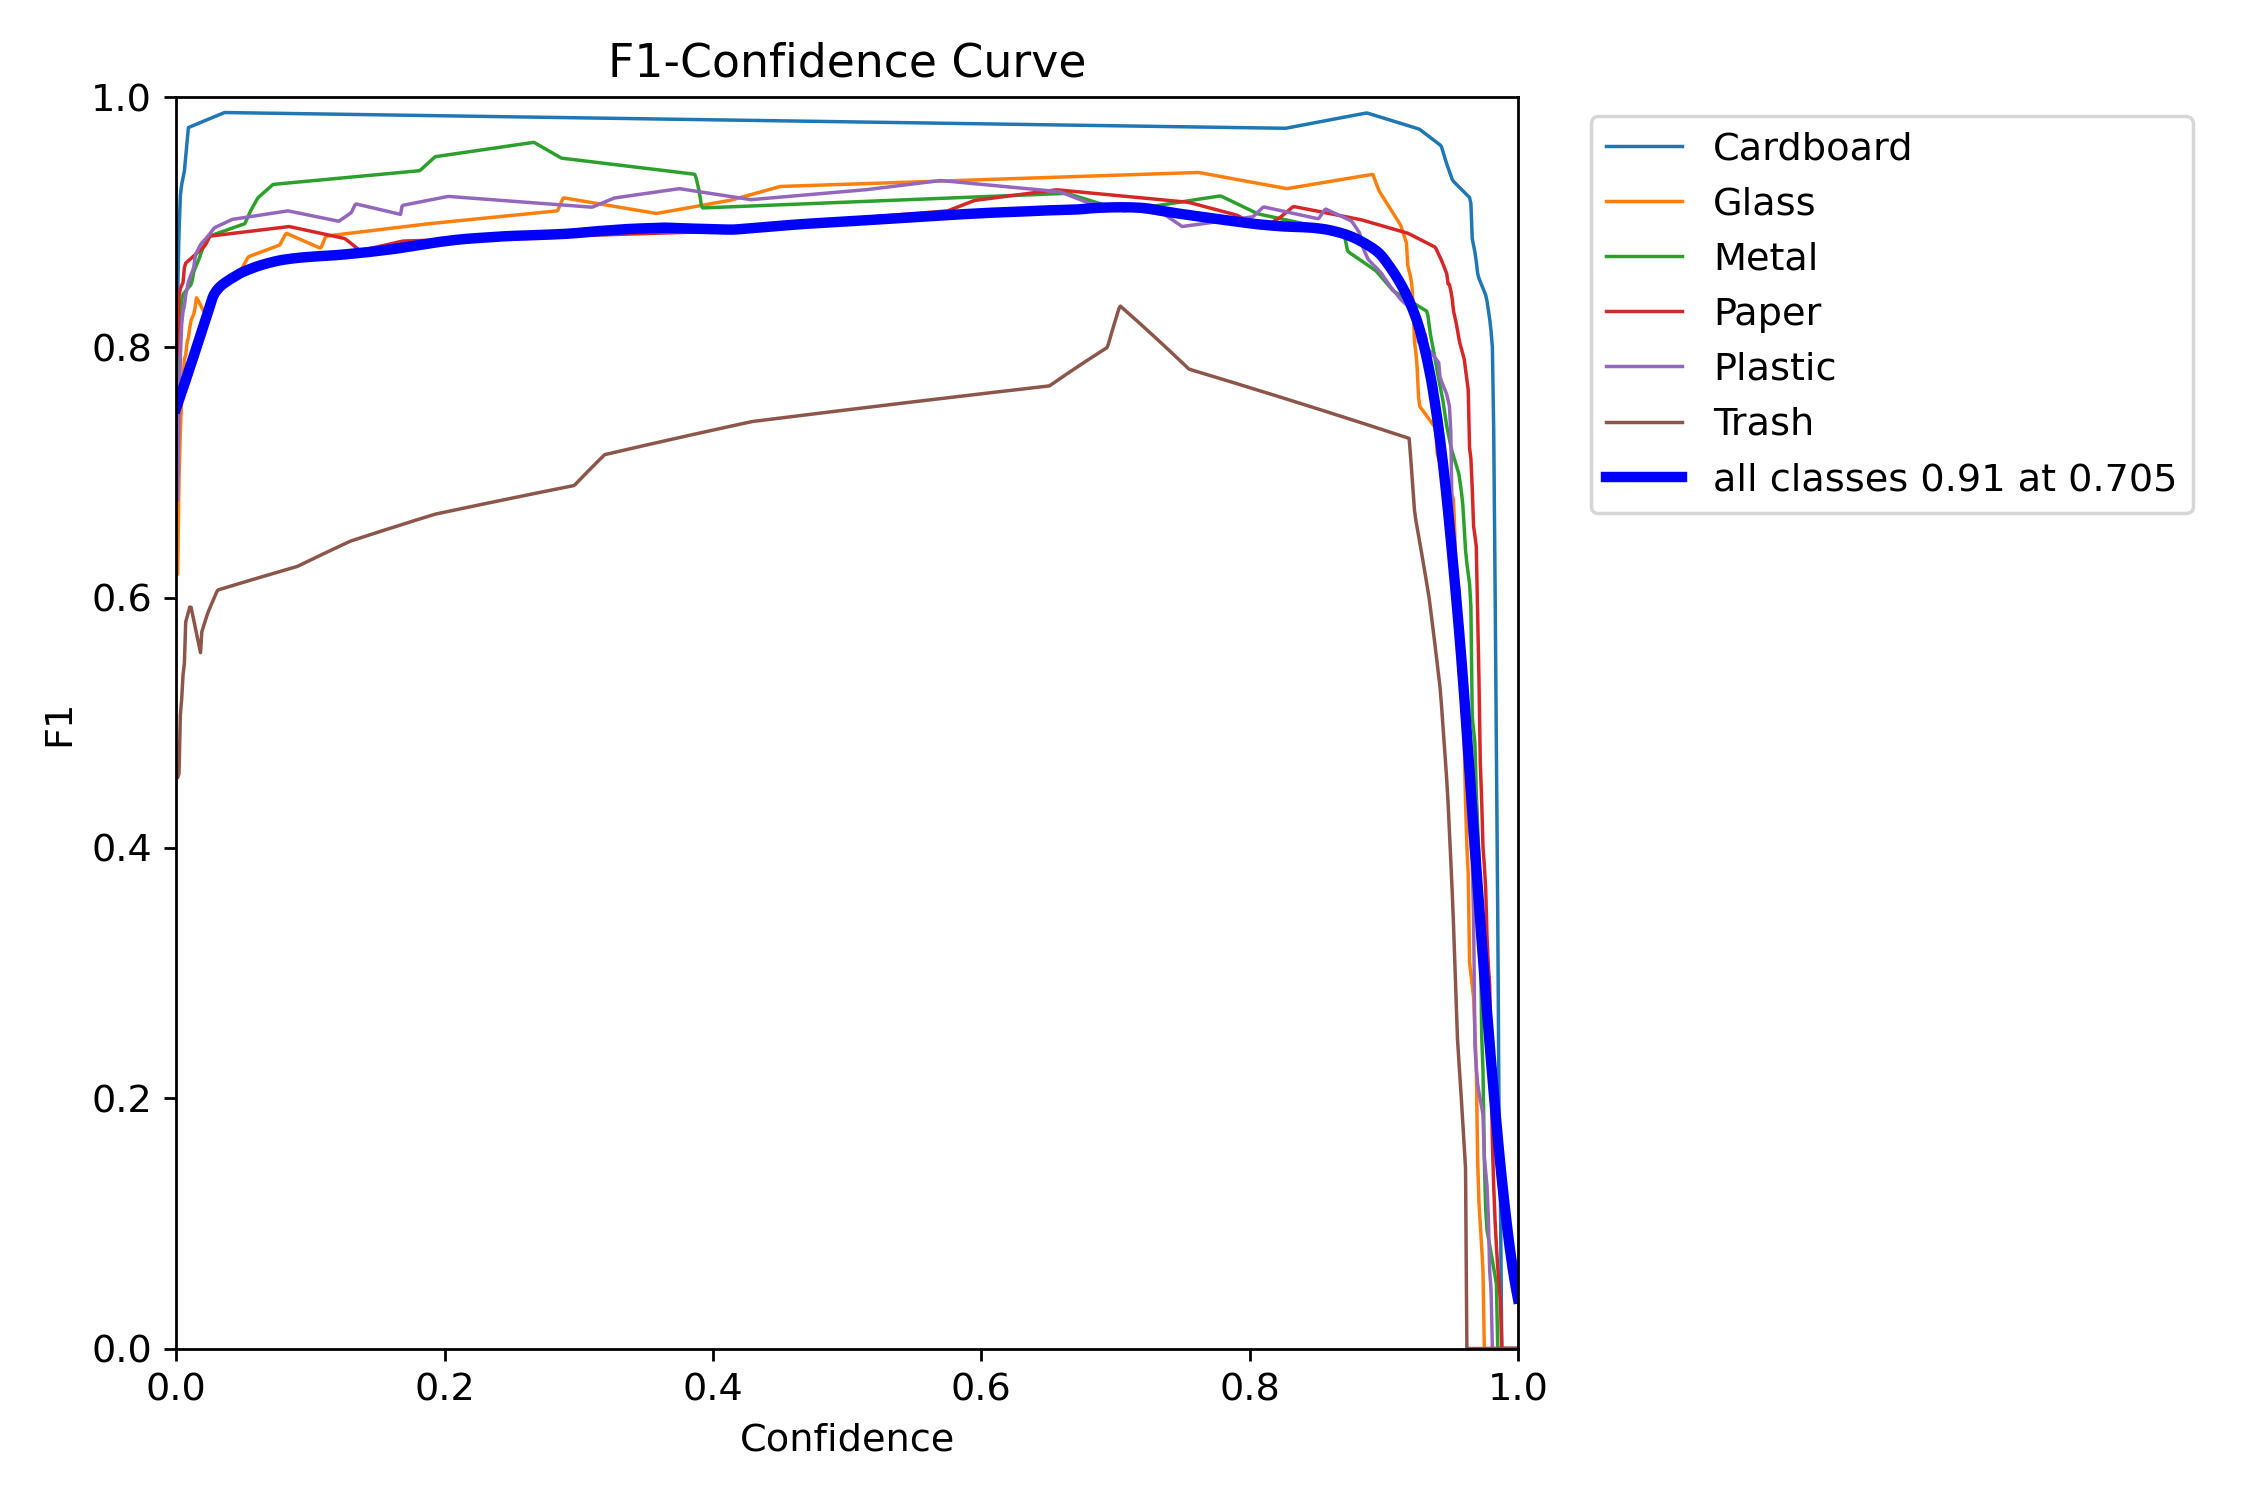 F1-Confidence Curve
1.0
0.8
0.6
0.4
0.2
0.0
F1
0.0 0.2 0.4 0.6 0.8 1.0
Confidence
Cardboard
Glass
Metal
Paper
Plastic
Trash
all classes 0.91 at 0.705